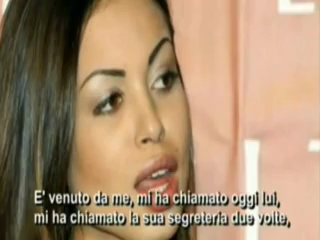 E' venuto da me, mi ha chiamato oggi lui,
mi ha chiamato la sua segreteria due volte,